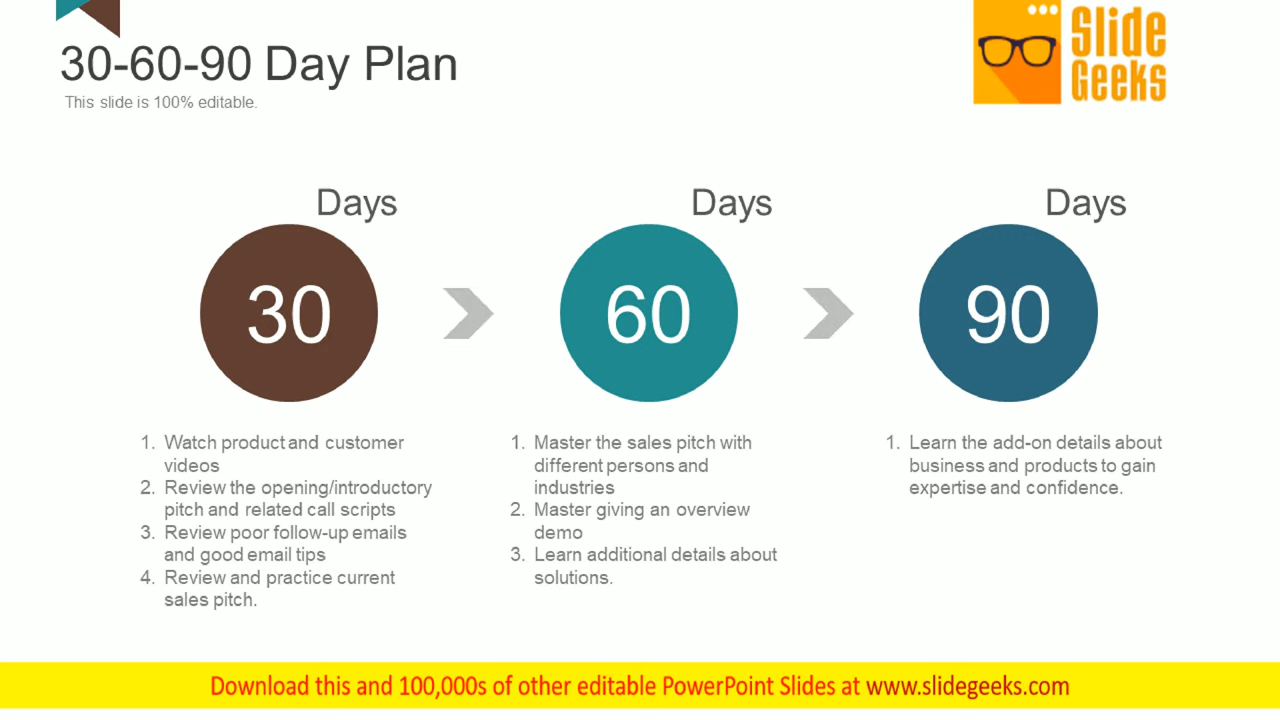 30-60-90 Day Plan
This slide is 100% editable.
Slide
Geeks
Days
30
1. Watch product and customer
videos
2. Review the opening/introductory
pitch and related call scripts
3. Review poor follow-up emails
and good email tips
4. Review and practice current
sales pitch.
Days
60
1. Master the sales pitch with
different persons and
industries
2. Master giving an overview
demo
3. Learn additional details about
solutions.
Days
90
1. Learn the add-on details about
business and products to gain
expertise and confidence.
Download this and 100,000s of other editable PowerPoint Slides at www.slidegeeks.com